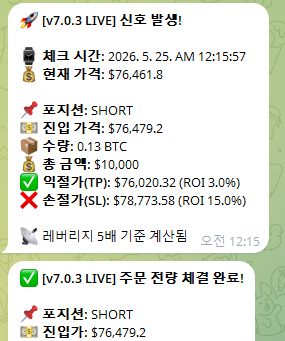 🚀 [v7.0.3 LIVE] 신호 발생!
⌚ 체크 시간: 2026. 5. 25. AM 12:15:57
💰 현재 가격: $76,461.8
📌 포지션: SHORT
💵 진입 가격: $76,479.2
📦 수량: 0.13 BTC
💰 총 금액: $10,000
✅ 익절가(TP): $76,020.32 (ROI 3.0%)
❌ 손절가(SL): $78,773.58 (ROI 15.0%)
📡 레버리지 5배 기준 계산됨
오전 12:15
✅ [v7.0.3 LIVE] 주문 전량 체결 완료!
📌 포지션: SHORT
💵 진입가: $76,479.2